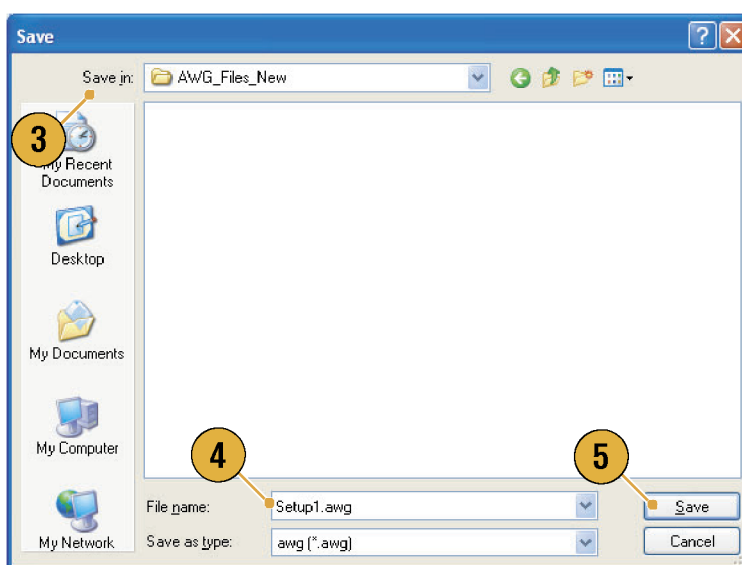 Save
Save in: AWG_Files_New
3
My Recent
Documents
Desktop
My Documents
My Computer
4
5
File name: Setup1.awg Save
My Network Save as type: awg (*.awg) Cancel